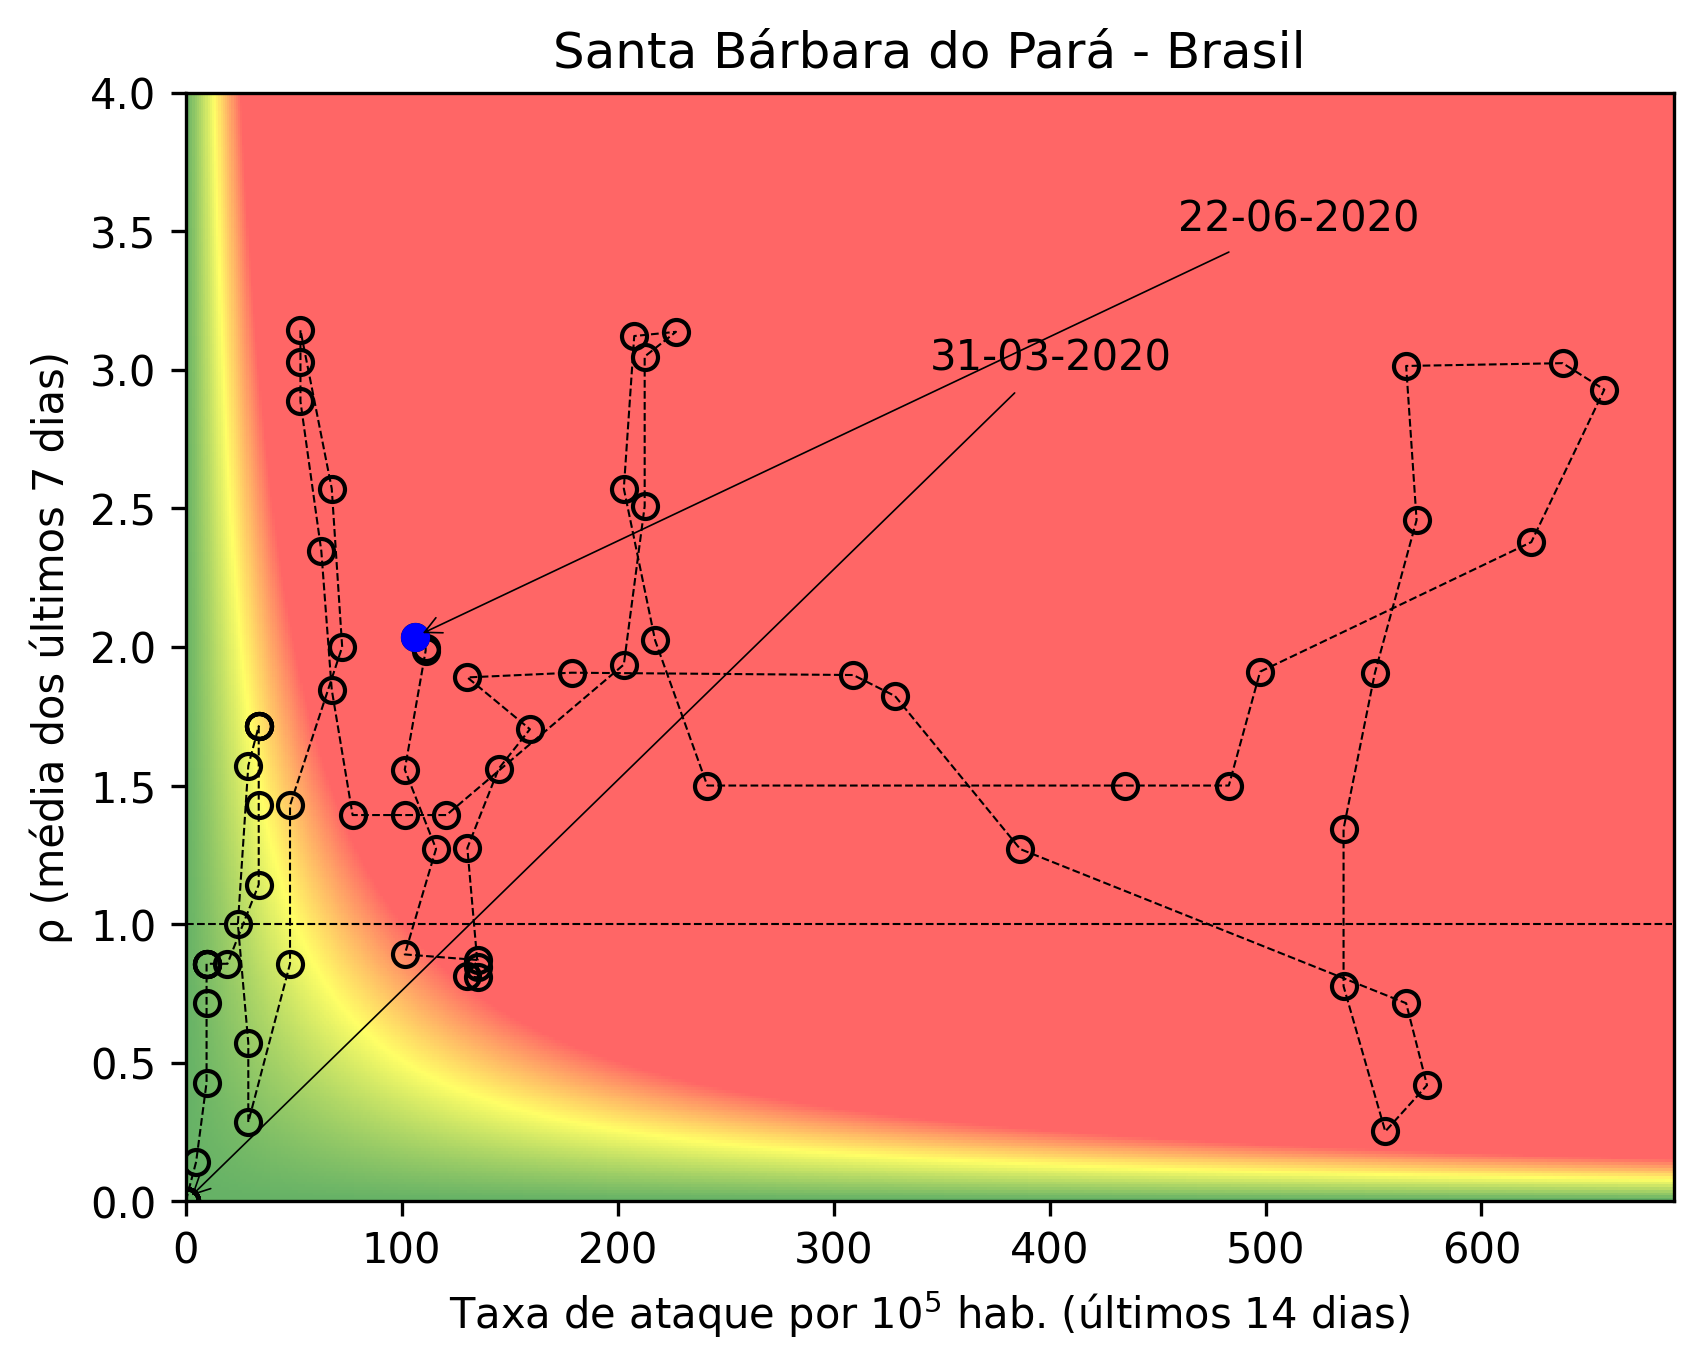 Santa Bárbara do Pará - Brasil
4.0
3.5
3.0
2.5
2.0
1.5
1.0
0.5
0.0
ρ (média dos últimos 7 dias)
22-06-2020
31-03-2020
0 100 200 300 400 500 600
Taxa de ataque por 10⁵ hab. (últimos 14 dias)